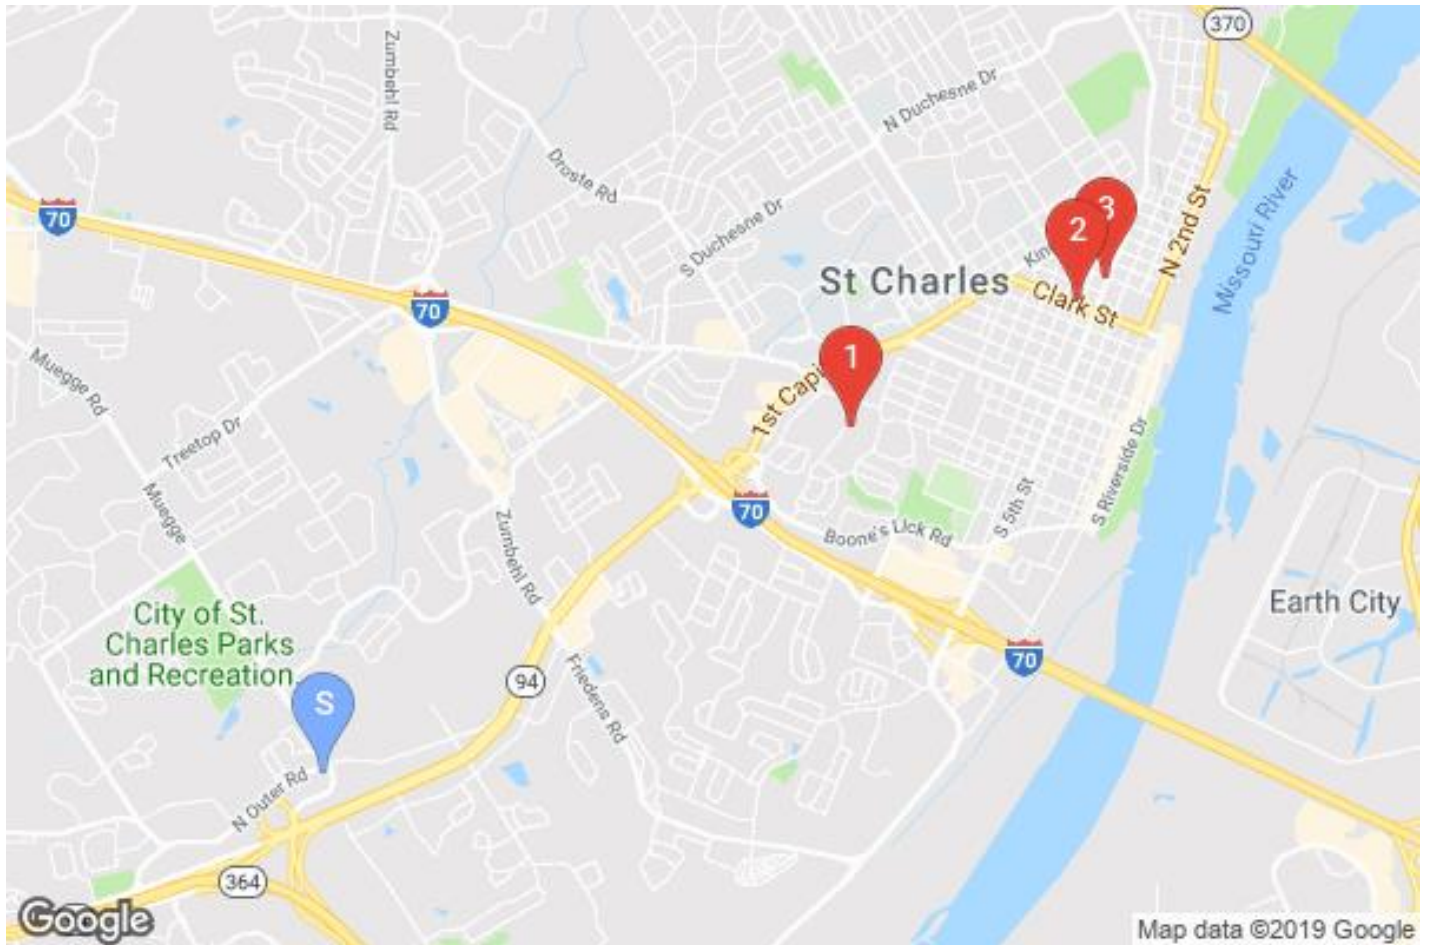 370
Zumbehl Rd
N Duchesne Dr
Droste Rd
70
S Duchesne Dr
3
2
N 2nd St
Missouri River
St Charles
Clark St
70
1
1st Capi
Muegge Rd
Treetop Dr
Muegge
70
S 5th St
S Riverside Dr
Boone's Lick Rd
Zumbehl Rd
City of St.
Charles Parks
and Recreation
Earth City
70
94
Friedens Rd
S
N Outer Rd
364
Google
Map data ©2019 Google